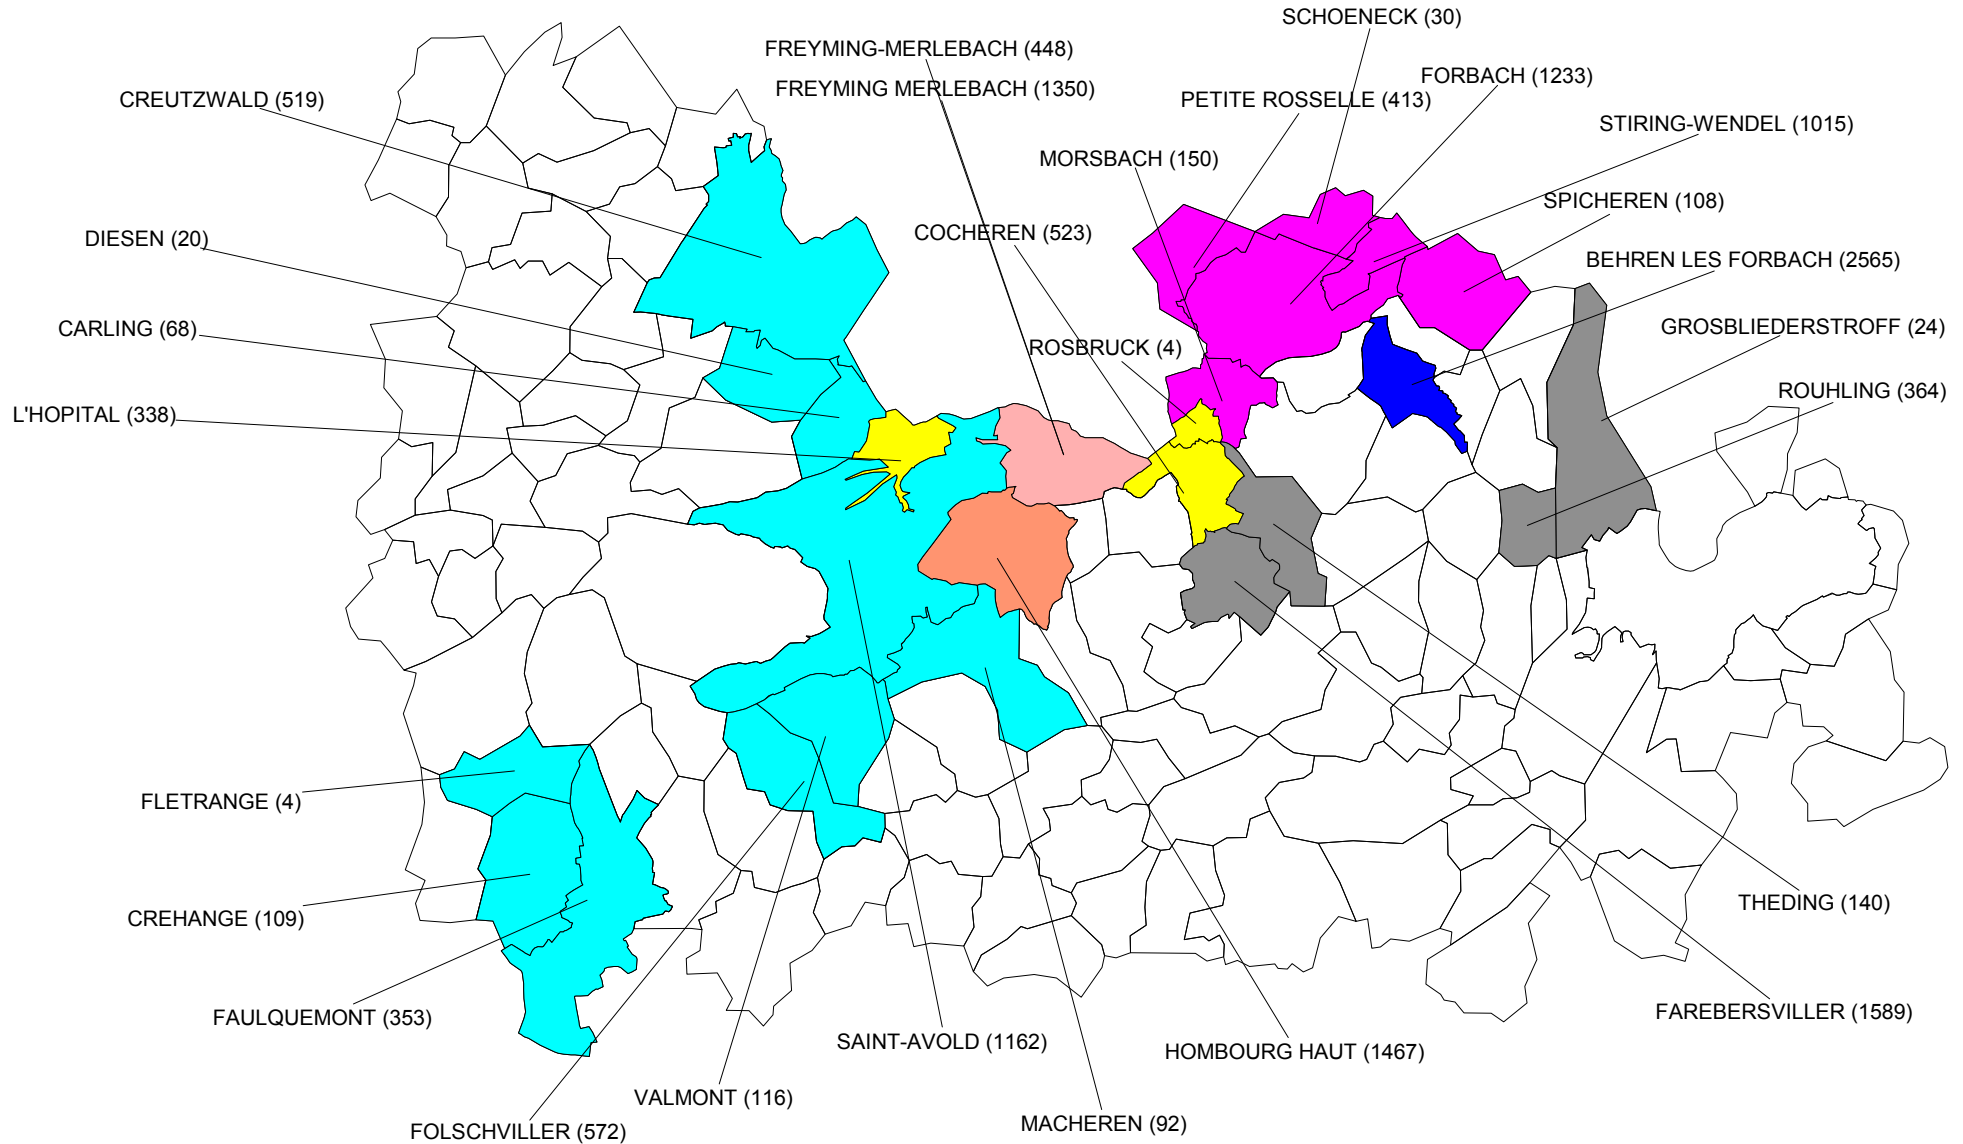 SCHOENECK (30)
FREYMING-MERLEBACH (448)
FORBACH (1233)
FREYMING MERLEBACH (1350)
CREUTZWALD (519)
PETITE ROSSELLE (413)
STIRING-WENDEL (1015)
MORSBACH (150)
SPICHEREN (108)
COCHEREN (523)
DIESEN (20)
BEHREN LES FORBACH (2565)
CARLING (68)
GROSBLIEDERSTROFF (24)
ROSBRUCK (4)
ROUHLING (364)
L'HOPITAL (338)
FLETRANGE (4)
THEDING (140)
CREHANGE (109)
FAREBERSVILLER (1589)
FAULQUEMONT (353)
SAINT-AVOLD (1162)
HOMBOURG HAUT (1467)
VALMONT (116)
MACHEREN (92)
FOLSCHVILLER (572)